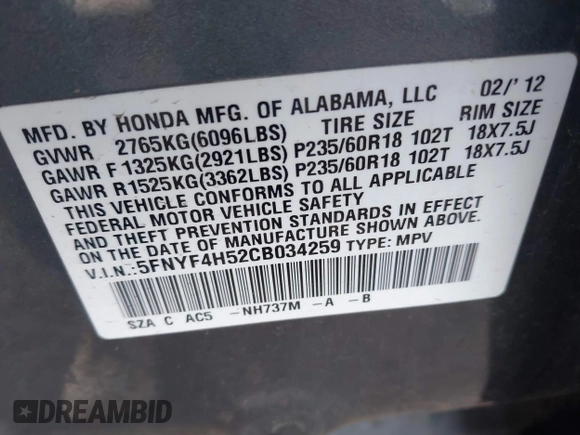 MFD. BY HONDA MFG. OF ALABAMA, LLC 02/' 12
GVWR 2765KG(6096LBS) TIRE SIZE RIM SIZE
GAWR F 1325KG(2921LBS) P235/60R18 102T 18X7.5J
GAWR R1525KG(3362LBS) P235/60R18 102T 18X7.5J
THIS VEHICLE CONFORMS TO ALL APPLICABLE
FEDERAL MOTOR VEHICLE SAFETY
AND THEFT PREVENTION STANDARDS IN EFFECT
ON THE DATE OF MANUFACTURE SHOWN ABOVE.
V.I.N.:5FNYF4H52CB034259 TYPE: MPV
SZA C AC5 -NH737M -A -B
DREAMBID